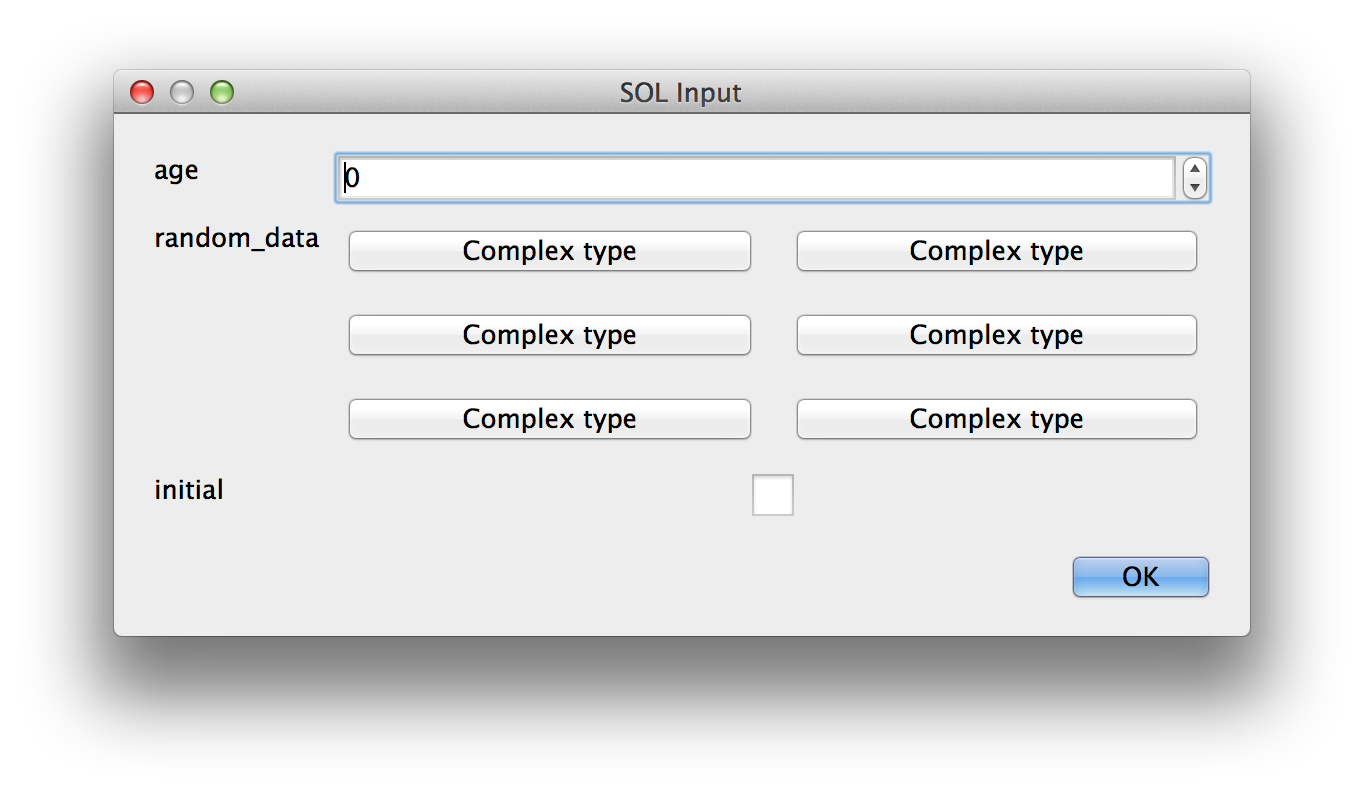 SOL Input
age 0
random_data Complex type Complex type
Complex type Complex type
Complex type Complex type
initial
OK